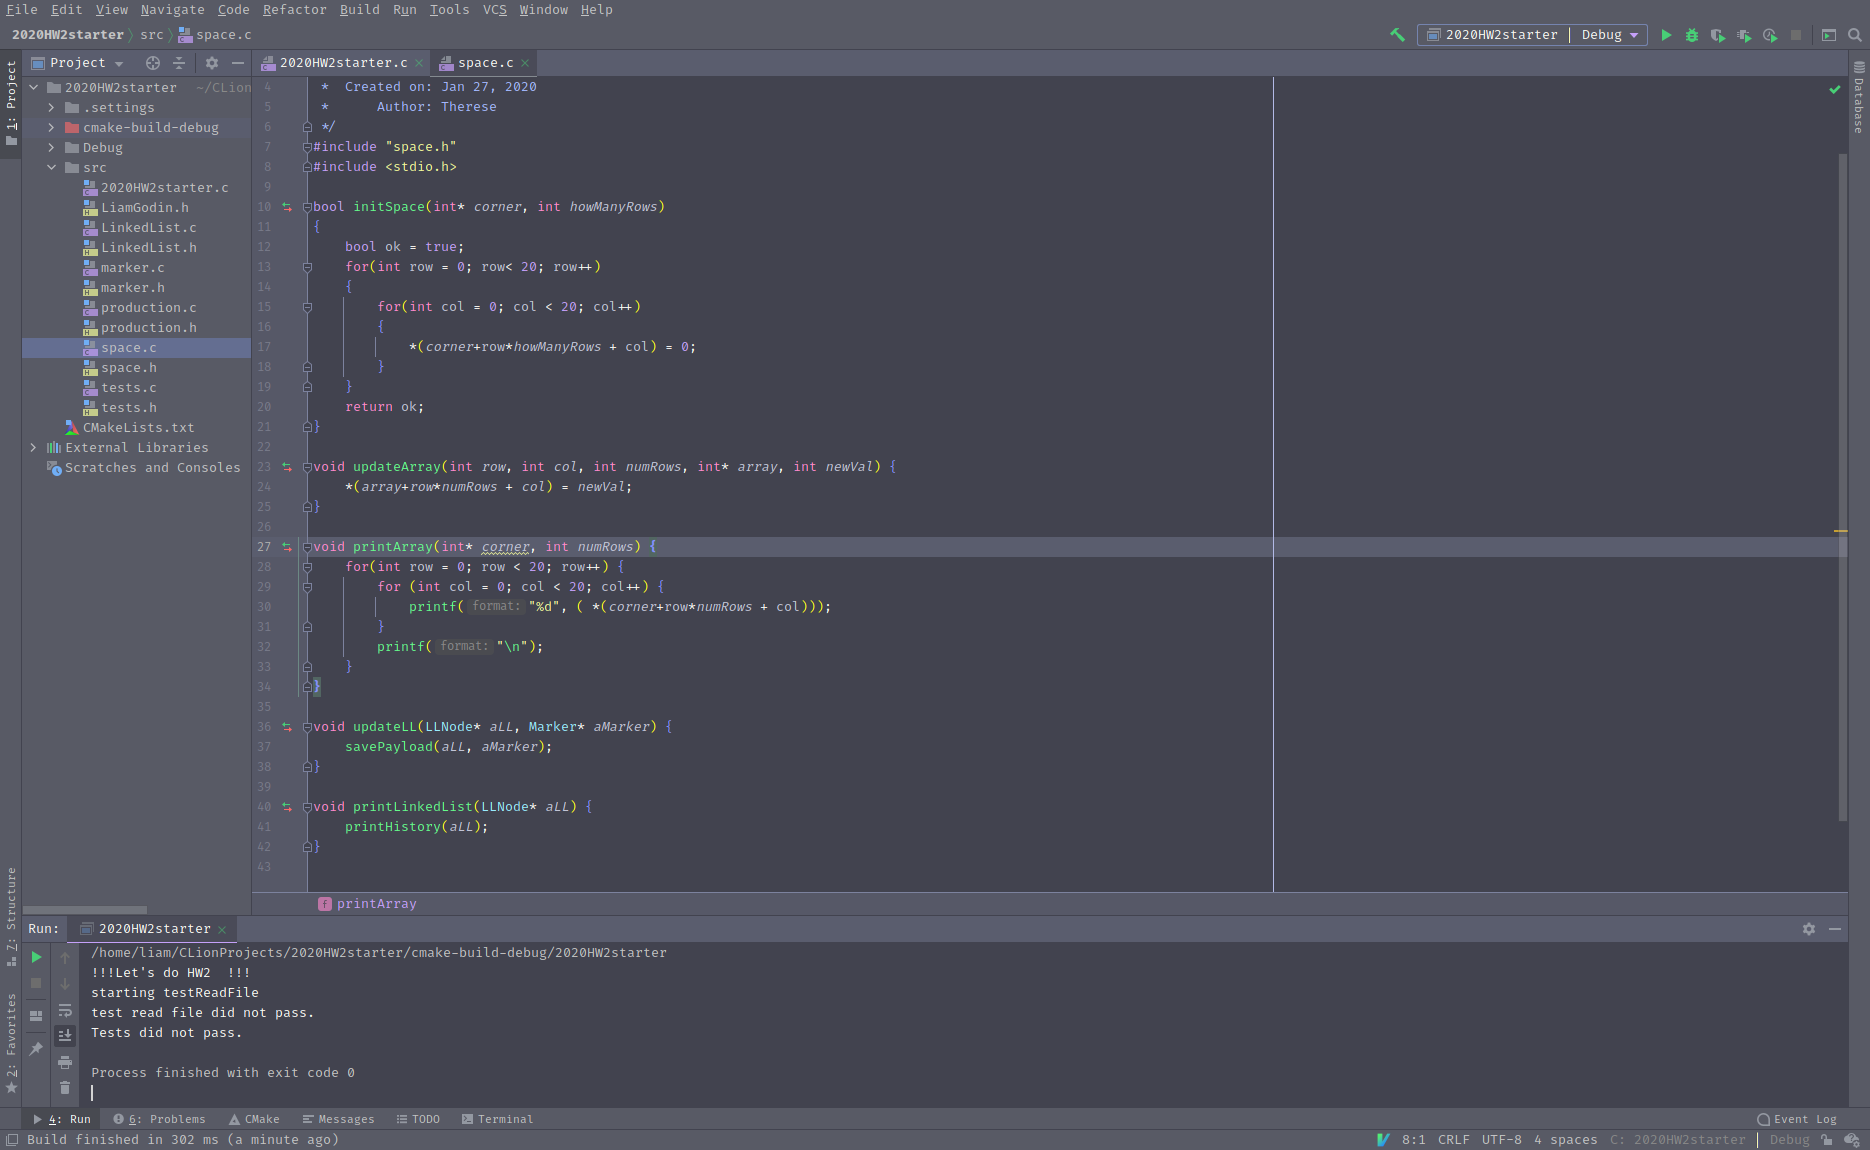 File Edit View Navigate Code Refactor Build Run Tools VCS Window Help
2020HW2starter src space.c
2020HW2starter Debug
1: Project
Project
2020HW2starter ~/CLion
.settings
cmake-build-debug
Debug
src
2020HW2starter.c
LiamGodin.h
LinkedList.c
LinkedList.h
marker.c
marker.h
production.c
production.h
space.c
space.h
tests.c
tests.h
CMakeLists.txt
External Libraries
Scratches and Consoles
7: Structure
2: Favorites
Database
2020HW2starter.c space.c
4 * Created on: Jan 27, 2020
5 * Author: Therese
6 */
7 #include "space.h"
8 #include <stdio.h>
9
10 bool initSpace(int* corner, int howManyRows)
11 {
12 bool ok = true;
13 for(int row = 0; row< 20; row++)
14 {
15 for(int col = 0; col < 20; col++)
16 {
17 *(corner+row*howManyRows + col) = 0;
18 }
19 }
20 return ok;
21 }
22
23 void updateArray(int row, int col, int numRows, int* array, int newVal) {
24 *(array+row*numRows + col) = newVal;
25 }
26
27 void printArray(int* corner, int numRows) {
28 for(int row = 0; row < 20; row++) {
29 for (int col = 0; col < 20; col++) {
30 printf( format: "%d", ( *(corner+row*numRows + col)));
31 }
32 printf( format: "\n");
33 }
34 }
35
36 void updateLL(LLNode* aLL, Marker* aMarker) {
37 savePayload(aLL, aMarker);
38 }
39
40 void printLinkedList(LLNode* aLL) {
41 printHistory(aLL);
42 }
43
f printArray
Run: 2020HW2starter
/home/liam/CLionProjects/2020HW2starter/cmake-build-debug/2020HW2starter
!!!Let's do HW2  !!!
starting testReadFile
test read file did not pass.
Tests did not pass.
Process finished with exit code 0
4: Run 6: Problems CMake Messages TODO Terminal Event Log
Build finished in 302 ms (a minute ago) 8:1 CRLF UTF-8 4 spaces C: 2020HW2starter Debug